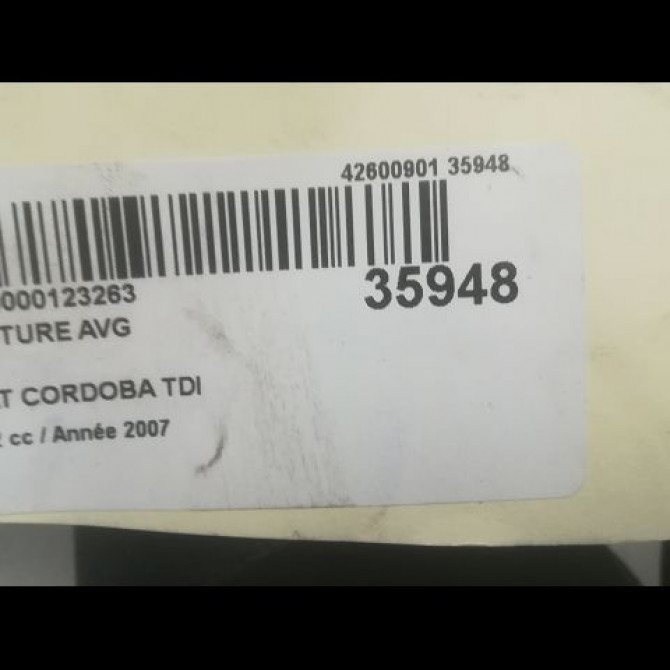 42600901 35948
000123263
35948
TURE AVG
T CORDOBA TDI
cc / Année 2007